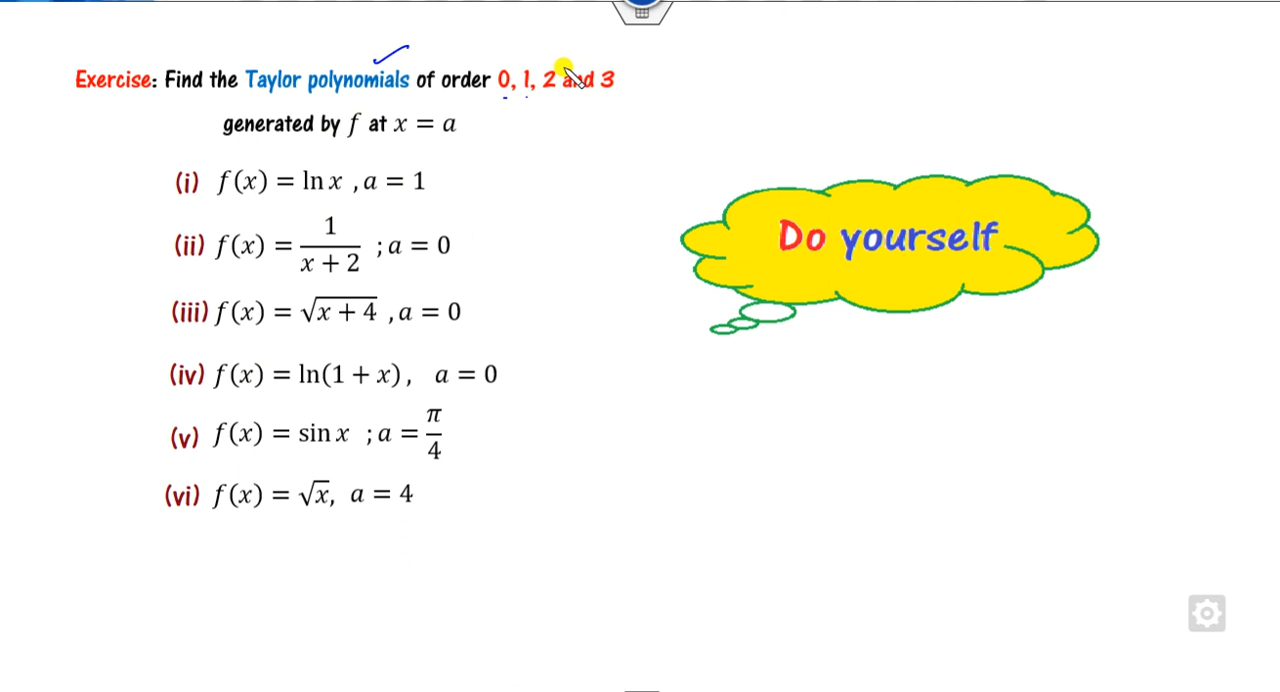 Exercise: Find the Taylor polynomials of order 0, 1, 2 and 3
generated by f at x = a
(i) f(x) = ln x , a = 1
(ii) f(x) = 1/(x + 2) ; a = 0
(iii) f(x) = √(x + 4) , a = 0
(iv) f(x) = ln(1 + x), a = 0
(v) f(x) = sin x ; a = π/4
(vi) f(x) = √x, a = 4
Do yourself